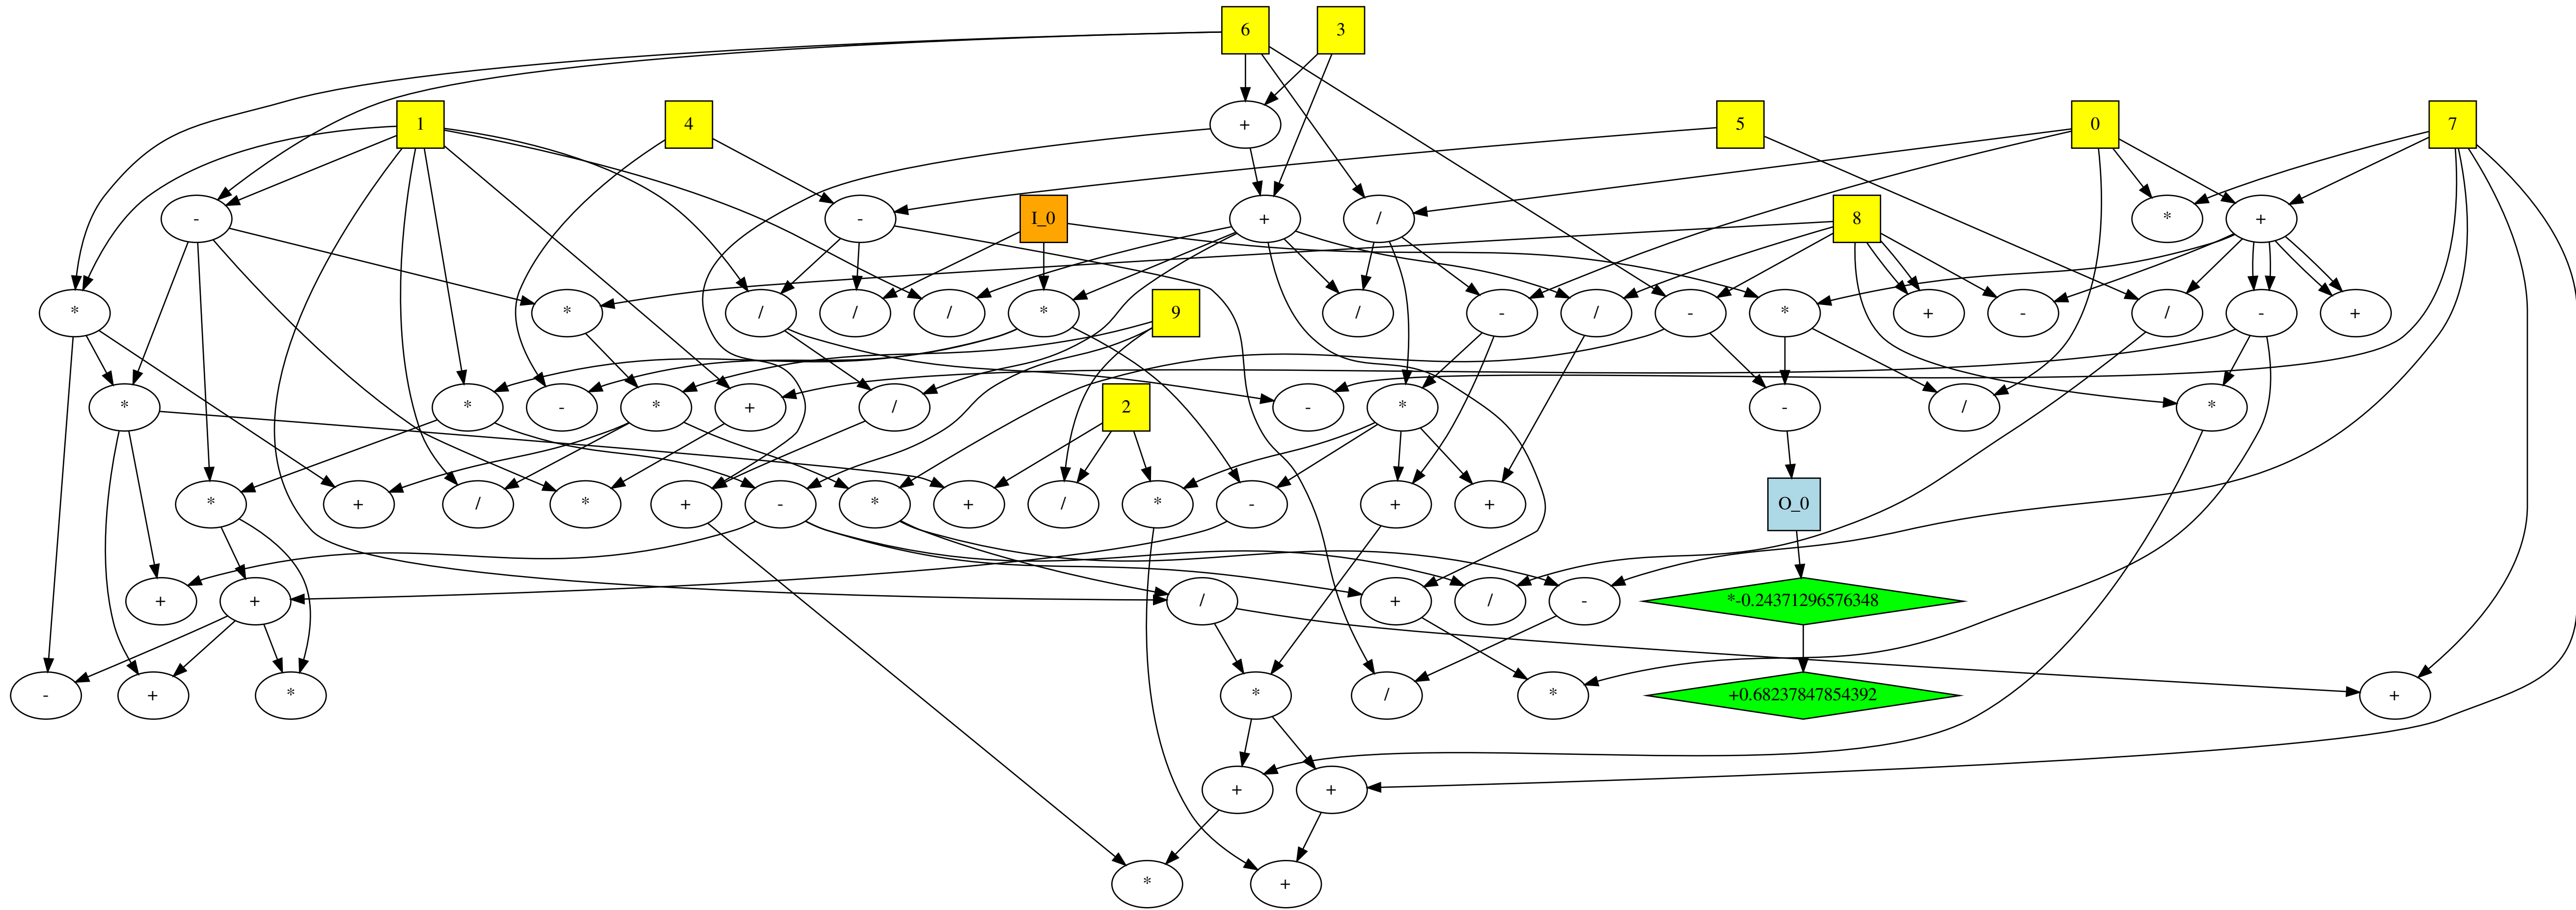 6 3
1 4 5 0 7
+
- - I_0 + / 8 * +
* * / / / * / - / - * + - / - +
9
* - * + / - * - / *
2
* + / * + - * + / * - + + O_0
+ + / + / - *-0.24371296576348
- + * * / * +0.68237847854392 +
+ +
* +